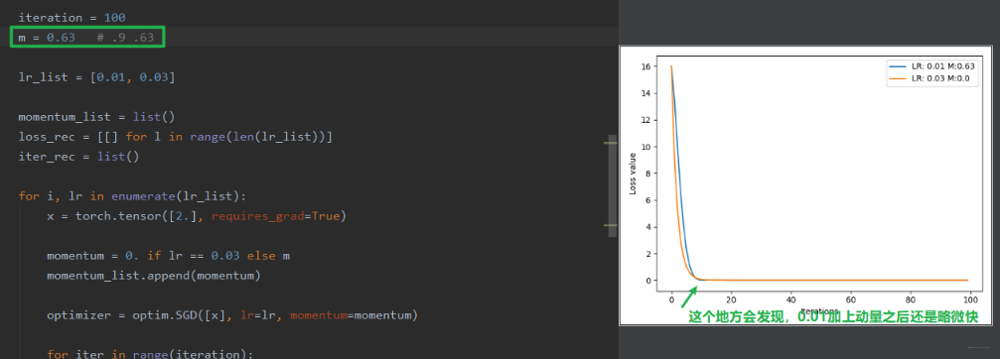 iteration = 100
m = 0.63   # .9 .63
lr_list = [0.01, 0.03]
momentum_list = list()
loss_rec = [[] for l in range(len(lr_list))]
iter_rec = list()
for i, lr in enumerate(lr_list):
x = torch.tensor([2.], requires_grad=True)
momentum = 0. if lr == 0.03 else m
momentum_list.append(momentum)
optimizer = optim.SGD([x], lr=lr, momentum=momentum)
for iter in range(iteration):
LR: 0.01 M:0.63
LR: 0.03 M:0.0
16
14
12
10
8
6
4
2
0
Loss value
0 20 40 60 80 100
Iterations
这个地方会发现，0.01加上动量之后还是略微快